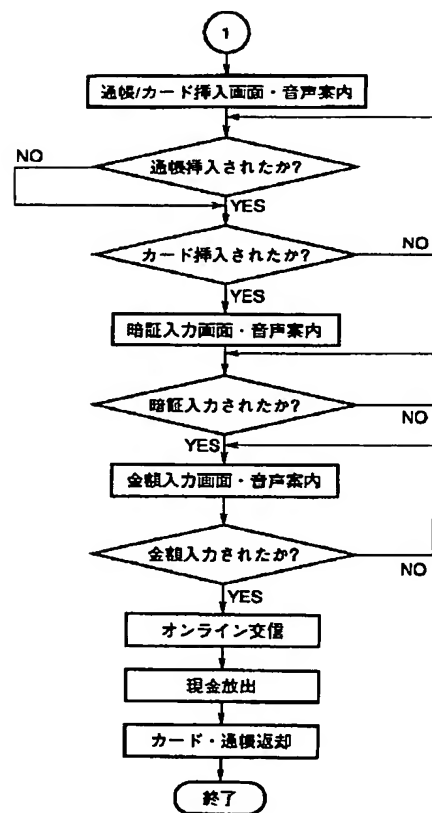 1
通帳/カード挿入画面・音声案内
通帳挿入されたか?
NO
YES
カード挿入されたか?
NO
YES
暗証入力画面・音声案内
暗証入力されたか?
NO
YES
金額入力画面・音声案内
金額入力されたか?
NO
YES
オンライン交信
現金放出
カード・通帳返却
終了